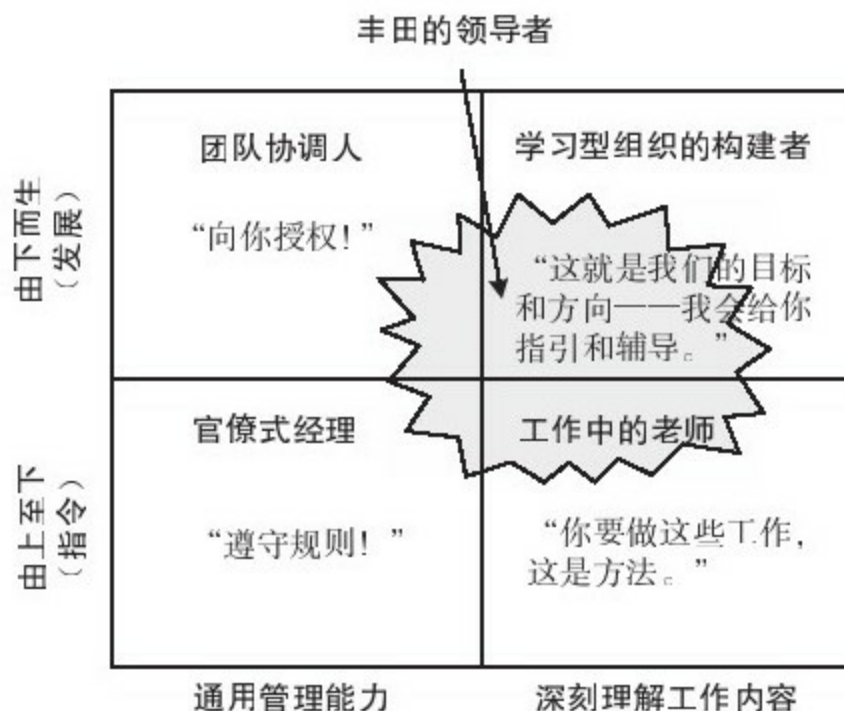 丰田的领导者
由下而生
（发展）
团队协调人
“向你授权！”
学习型组织的构建者
“这就是我们的目标
和方向——我会给你
指引和辅导。”
由上至下
（指令）
官僚式经理
“遵守规则！”
工作中的老师
“你要做这些工作，
这是方法。”
通用管理能力
深刻理解工作内容